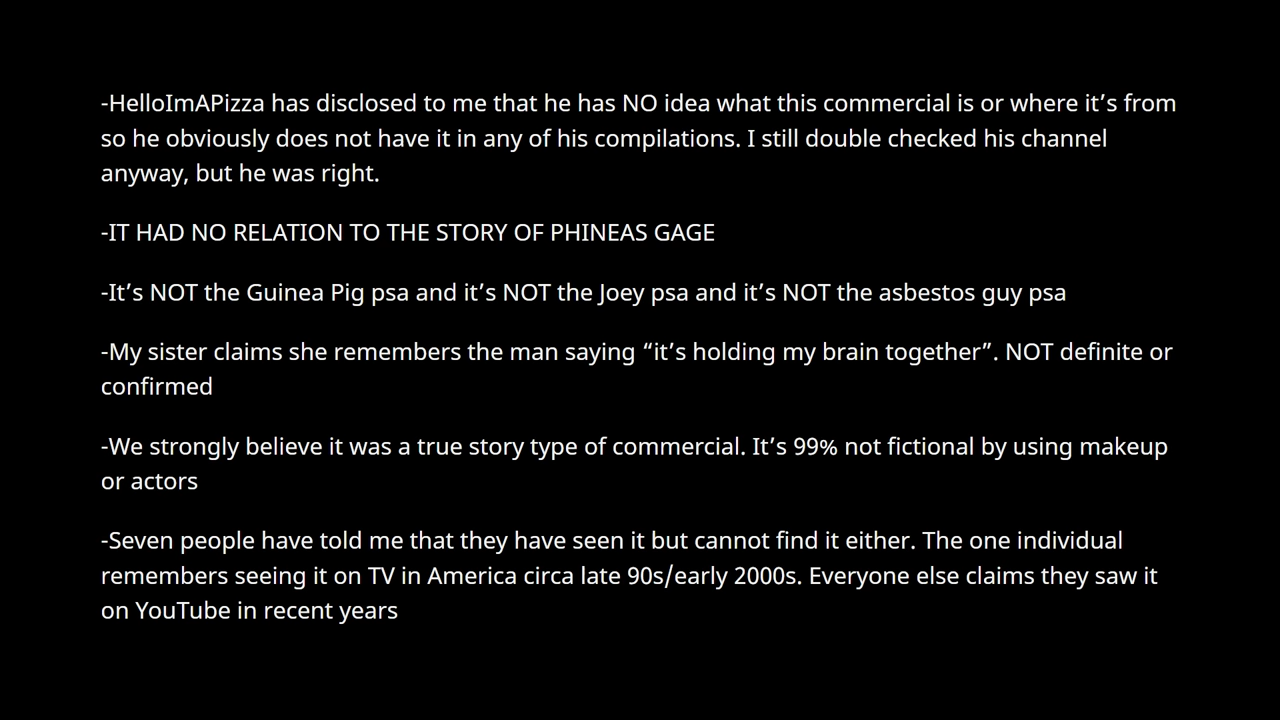 -HelloImAPizza has disclosed to me that he has NO idea what this commercial is or where it’s from
so he obviously does not have it in any of his compilations. I still double checked his channel
anyway, but he was right.
-IT HAD NO RELATION TO THE STORY OF PHINEAS GAGE
-It’s NOT the Guinea Pig psa and it’s NOT the Joey psa and it’s NOT the asbestos guy psa
-My sister claims she remembers the man saying “it’s holding my brain together”. NOT definite or
confirmed
-We strongly believe it was a true story type of commercial. It’s 99% not fictional by using makeup
or actors
-Seven people have told me that they have seen it but cannot find it either. The one individual
remembers seeing it on TV in America circa late 90s/early 2000s. Everyone else claims they saw it
on YouTube in recent years